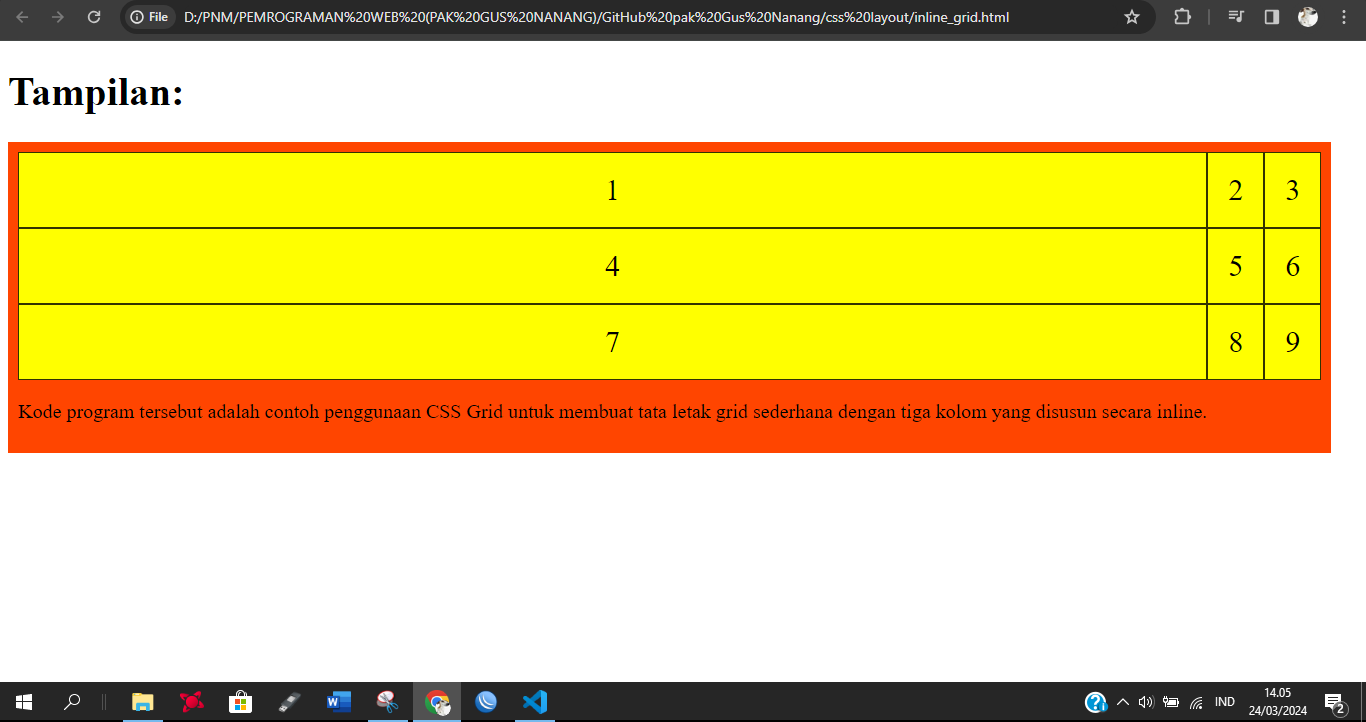 File D:/PNM/PEMROGRAMAN%20WEB%20(PAK%20GUS%20NANANG)/GitHub%20pak%20Gus%20Nanang/css%20layout/inline_grid.html
Tampilan:
1 2 3
4 5 6
7 8 9
Kode program tersebut adalah contoh penggunaan CSS Grid untuk membuat tata letak grid sederhana dengan tiga kolom yang disusun secara inline.
W
IND
14.05
24/03/2024
2